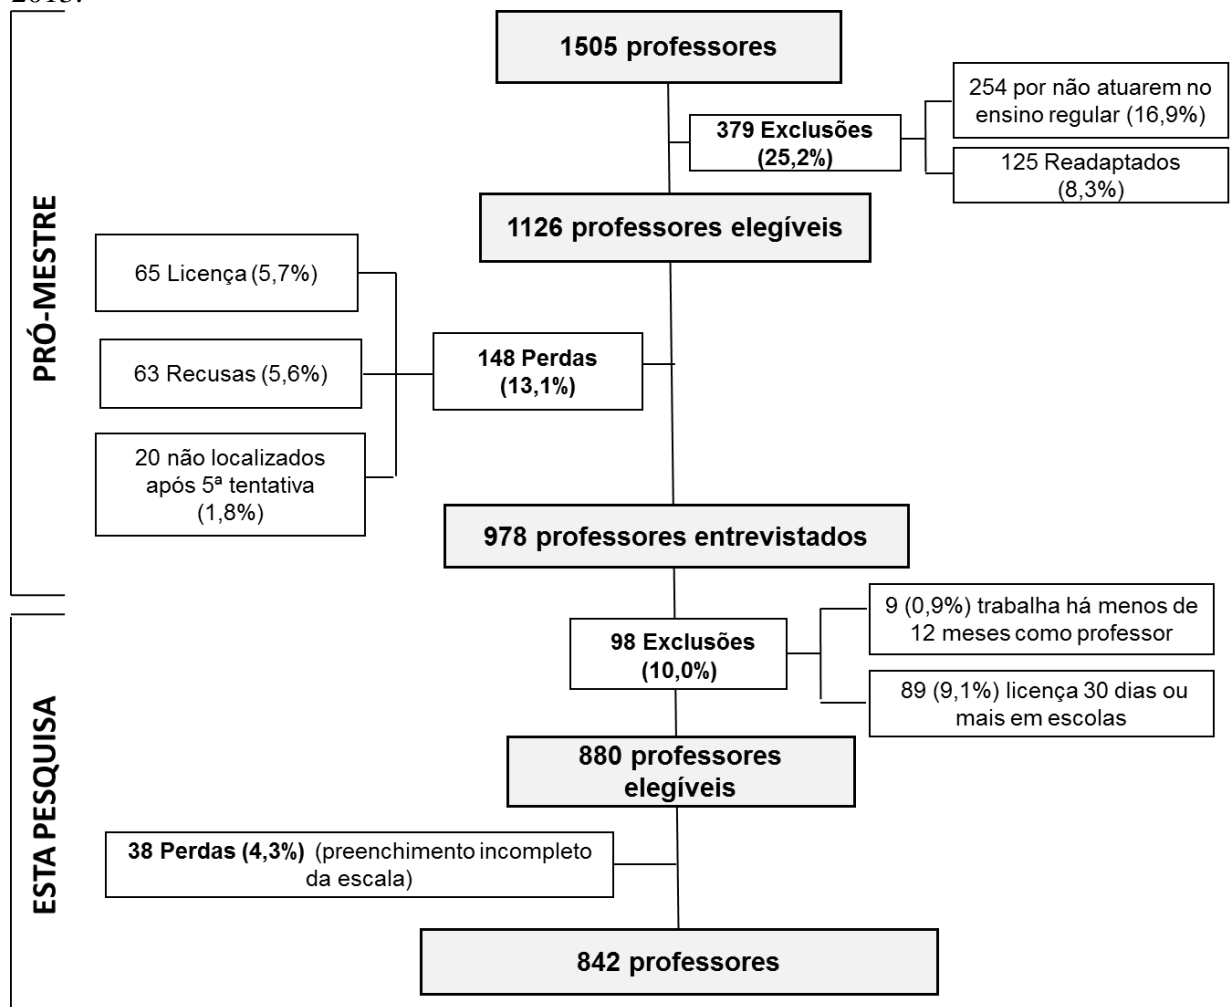 2015.
1505 professores
254 por não atuarem no
ensino regular (16,9%)
379 Exclusões
(25,2%)
125 Readaptados
(8,3%)
PRÓ-MESTRE
1126 professores elegíveis
65 Licença (5,7%)
148 Perdas
(13,1%)
63 Recusas (5,6%)
20 não localizados
após 5ª tentativa
(1,8%)
978 professores entrevistados
ESTA PESQUISA
9 (0,9%) trabalha há menos de
12 meses como professor
98 Exclusões
(10,0%)
89 (9,1%) licença 30 dias ou
mais em escolas
880 professores
elegíveis
38 Perdas (4,3%) (preenchimento incompleto
da escala)
842 professores